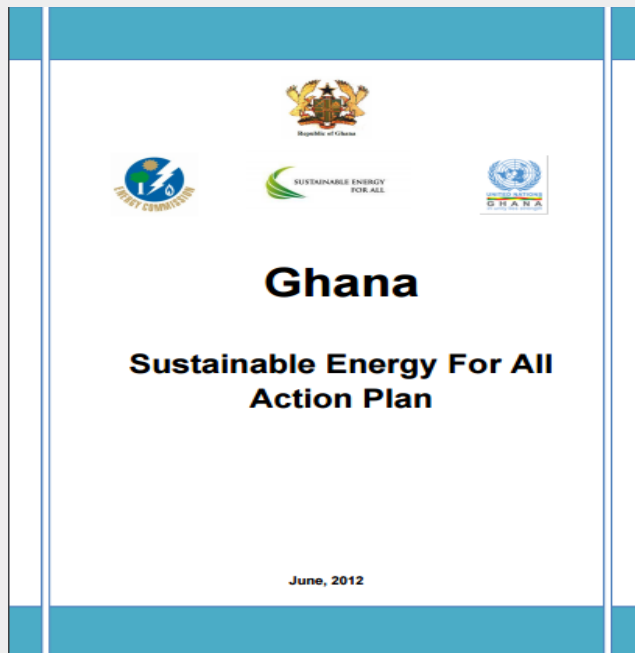 Republic of Ghana
ENERGY COMMISSION
SUSTAINABLE ENERGY
FOR ALL
UNITED NATIONS
GHANA
Ghana
Sustainable Energy For All
Action Plan
June, 2012